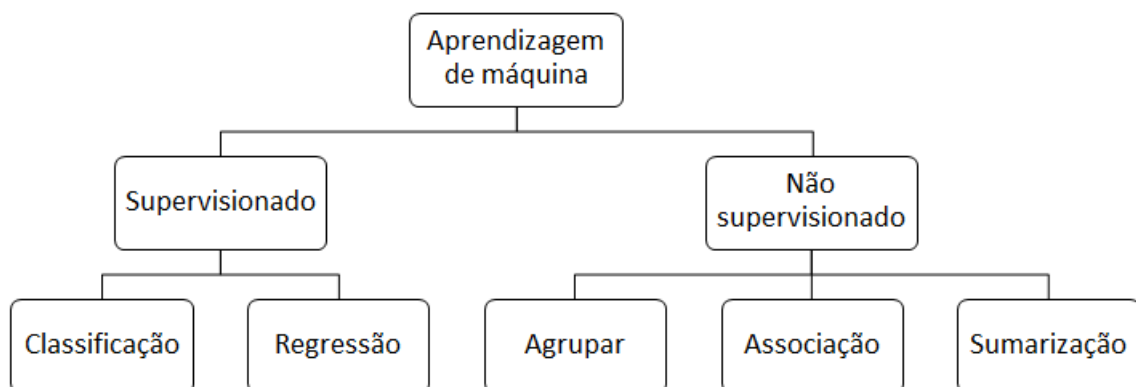 Aprendizagem
de máquina
Supervisionado
Não
supervisionado
Classificação
Regressão
Agrupar
Associação
Sumarização